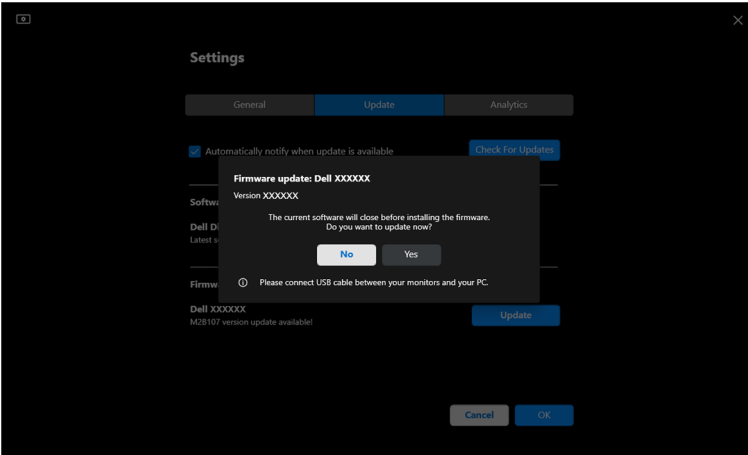 Settings
General Update Analytics
Automatically notify when update is available Check For Updates
Firmware update: Dell XXXXXX
Version XXXXXX
Softwa
The current software will close before installing the firmware.
Do you want to update now?
Dell Di
Latest s
No Yes
Please connect USB cable between your monitors and your PC.
Firmw
Dell XXXXXX
M2B107 version update available!
Update
Cancel OK